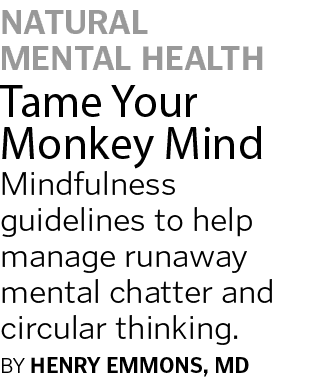 NATURAL
MENTAL HEALTH
Tame Your
Monkey Mind
Mindfulness
guidelines to help
manage runaway
mental chatter and
circular thinking.
BY HENRY EMMONS, MD